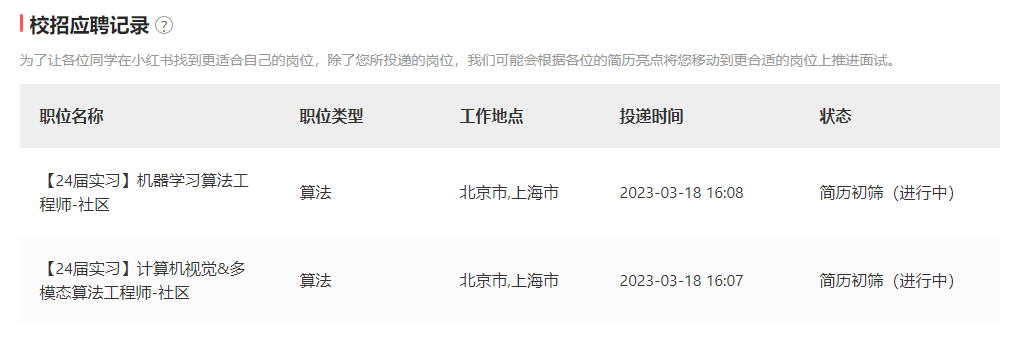 校招应聘记录 ?
为了让各位同学在小红书找到更适合自己的岗位，除了您所投递的岗位，我们可能会根据各位的简历亮点将您移动到更合适的岗位上推进面试。
职位名称 职位类型 工作地点 投递时间 状态
【24届实习】机器学习算法工
程师-社区
算法 北京市,上海市 2023-03-18 16:08 简历初筛（进行中）
【24届实习】计算机视觉&多
模态算法工程师-社区
算法 北京市,上海市 2023-03-18 16:07 简历初筛（进行中）